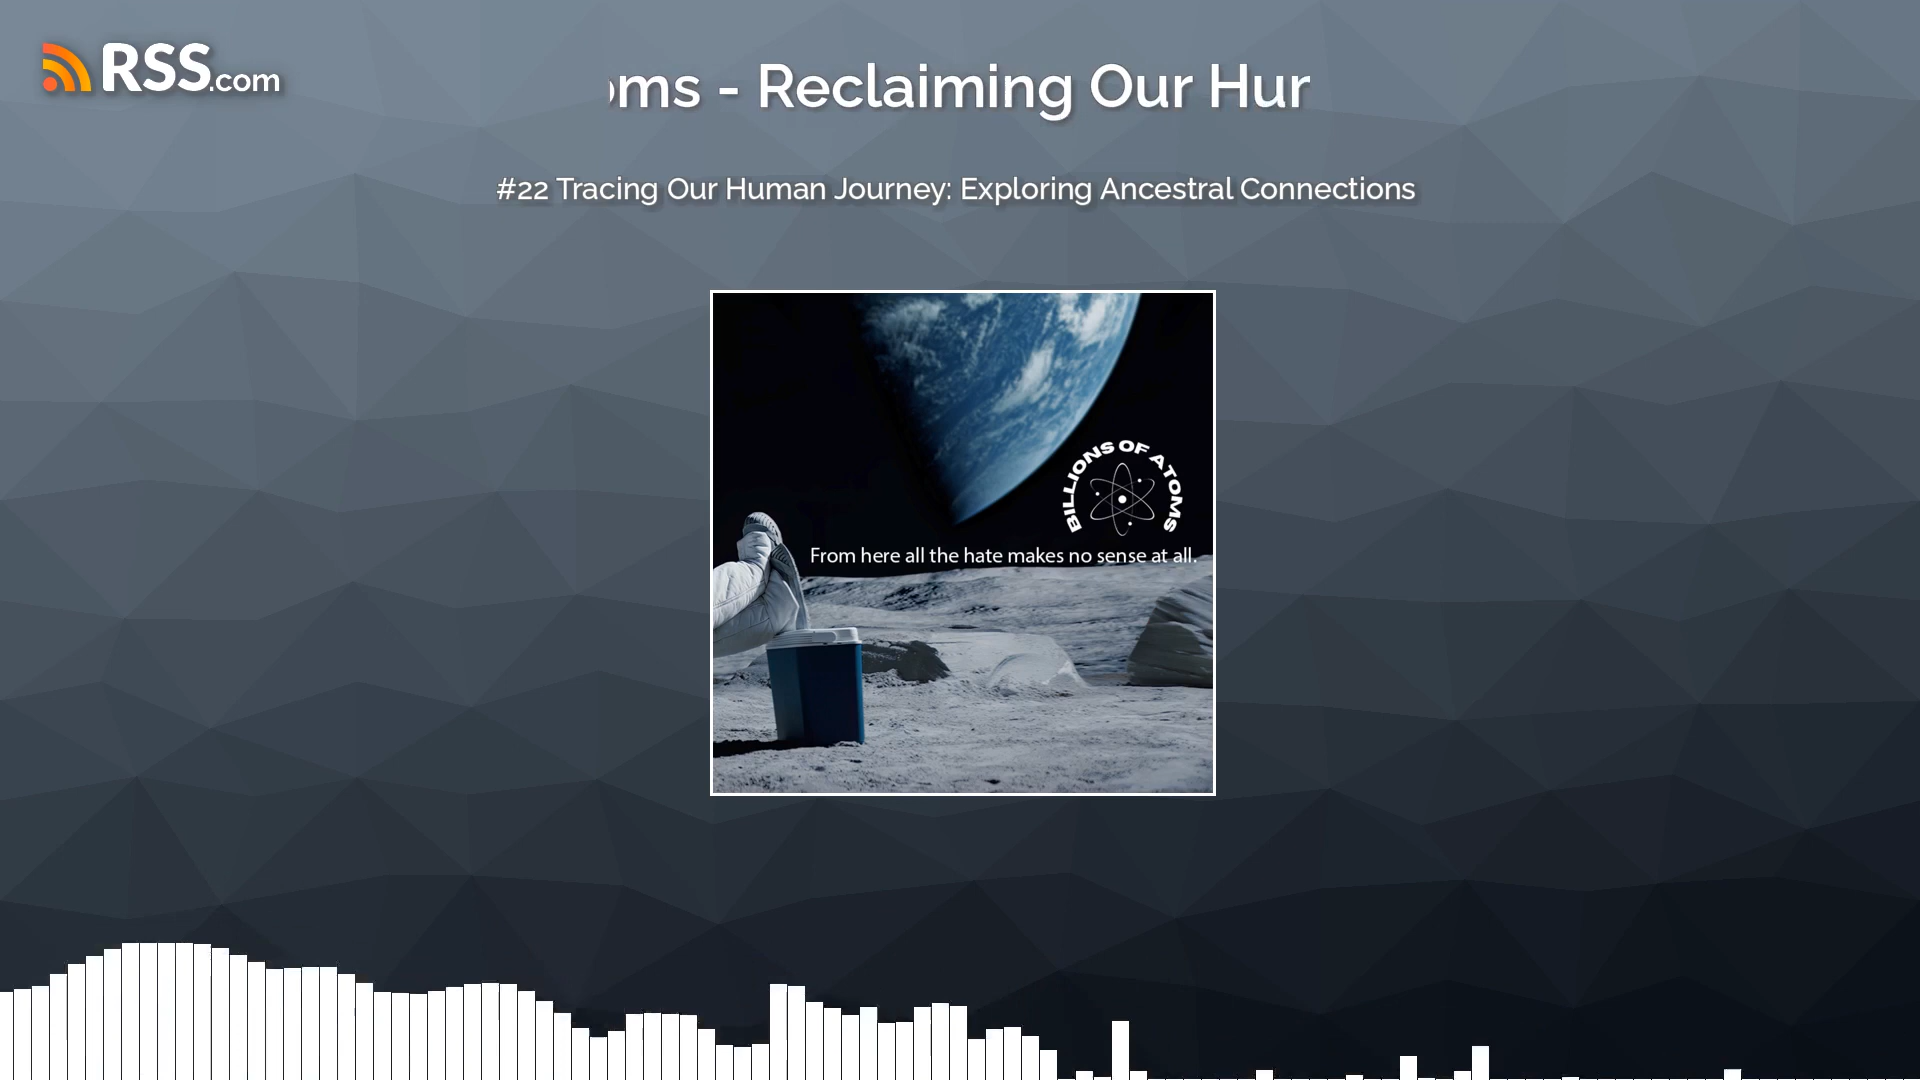 RSS.com
oms - Reclaiming Our Hur
#22 Tracing Our Human Journey: Exploring Ancestral Connections
BILLIONS OF ATOMS
From here all the hate makes no sense at all.